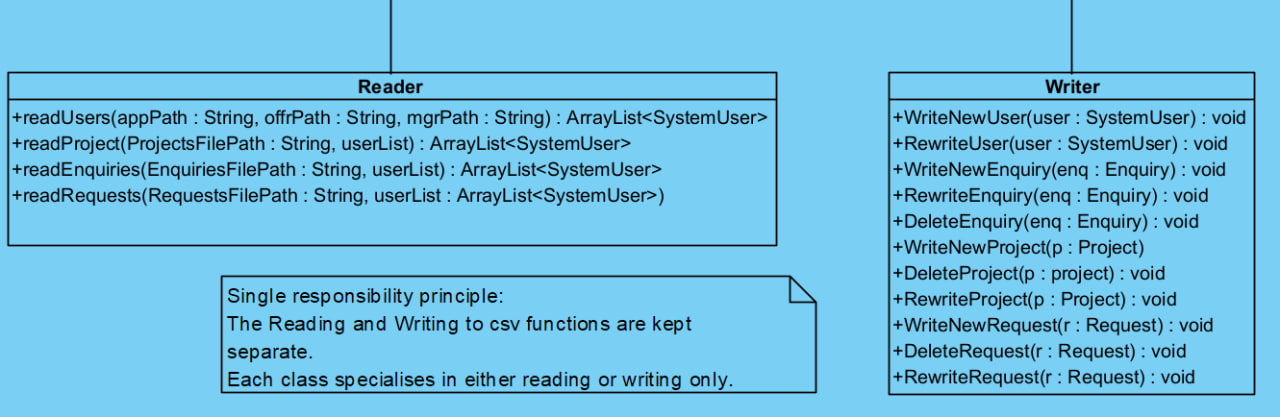 Reader
+readUsers(appPath : String, offrPath : String, mgrPath : String) : ArrayList<SystemUser>
+readProject(ProjectsFilePath : String, userList) : ArrayList<SystemUser>
+readEnquiries(EnquiriesFilePath : String, userList) : ArrayList<SystemUser>
+readRequests(RequestsFilePath : String, userList : ArrayList<SystemUser>)
Single responsibility principle:
The Reading and Writing to csv functions are kept
separate.
Each class specialises in either reading or writing only.
Writer
+WriteNewUser(user : SystemUser) : void
+RewriteUser(user : SystemUser) : void
+WriteNewEnquiry(enq : Enquiry) : void
+RewriteEnquiry(enq : Enquiry) : void
+DeleteEnquiry(enq : Enquiry) : void
+WriteNewProject(p : Project)
+DeleteProject(p : project) : void
+RewriteProject(p : Project) : void
+WriteNewRequest(r : Request) : void
+DeleteRequest(r : Request) : void
+RewriteRequest(r : Request) : void